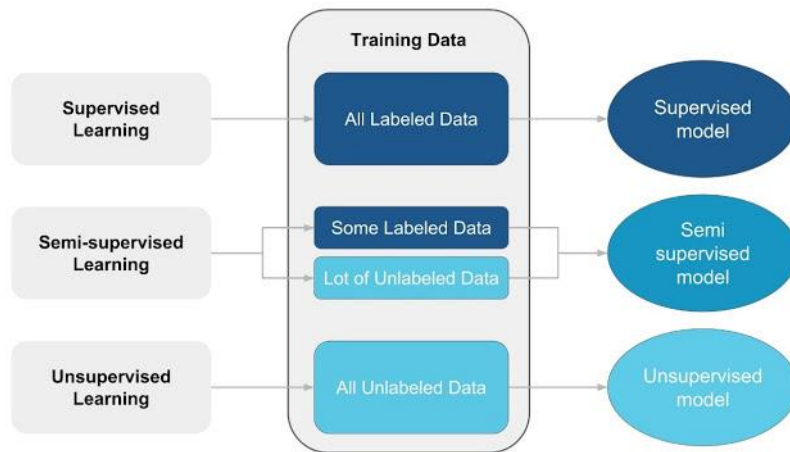 Training Data
Supervised
Learning
All Labeled Data
Supervised
model
Semi-supervised
Learning
Some Labeled Data
Lot of Unlabeled Data
Semi
supervised
model
Unsupervised
Learning
All Unlabeled Data
Unsupervised
model